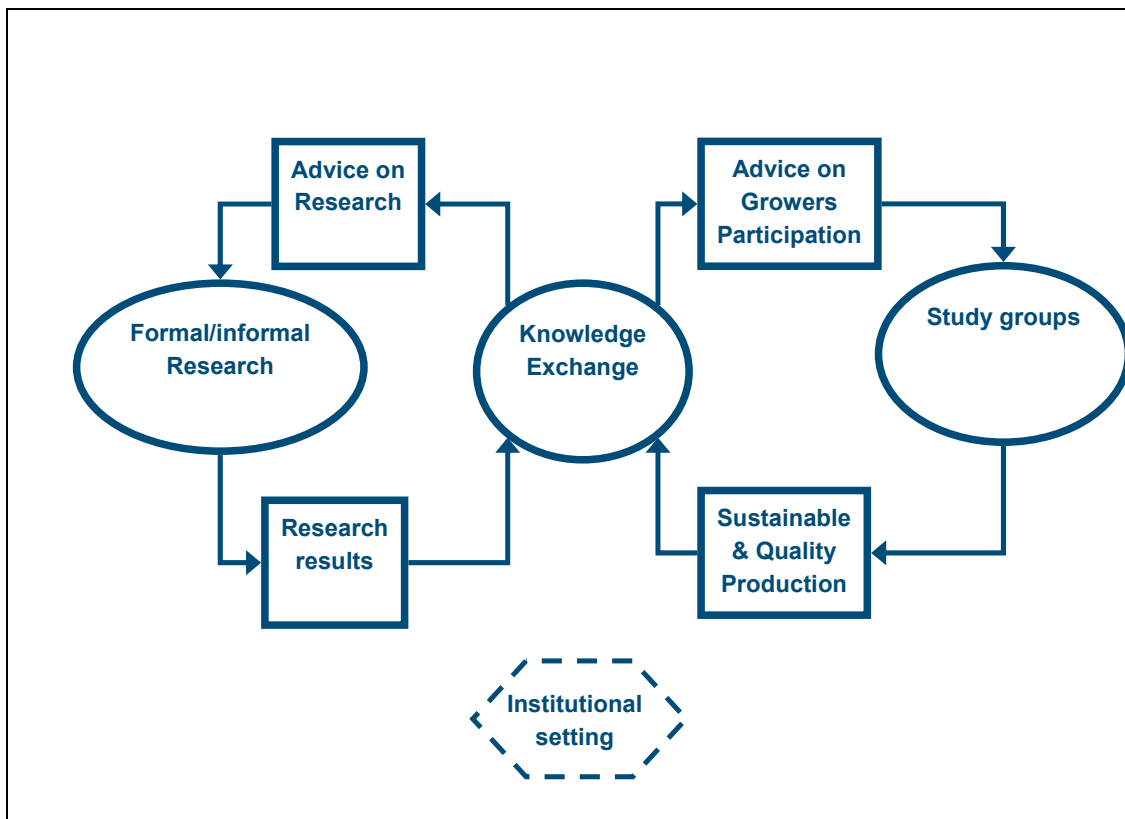 Advice on
Research
Advice on
Growers
Participation
Formal/informal
Research
Knowledge
Exchange
Study groups
Research
results
Sustainable
& Quality
Production
Institutional
setting